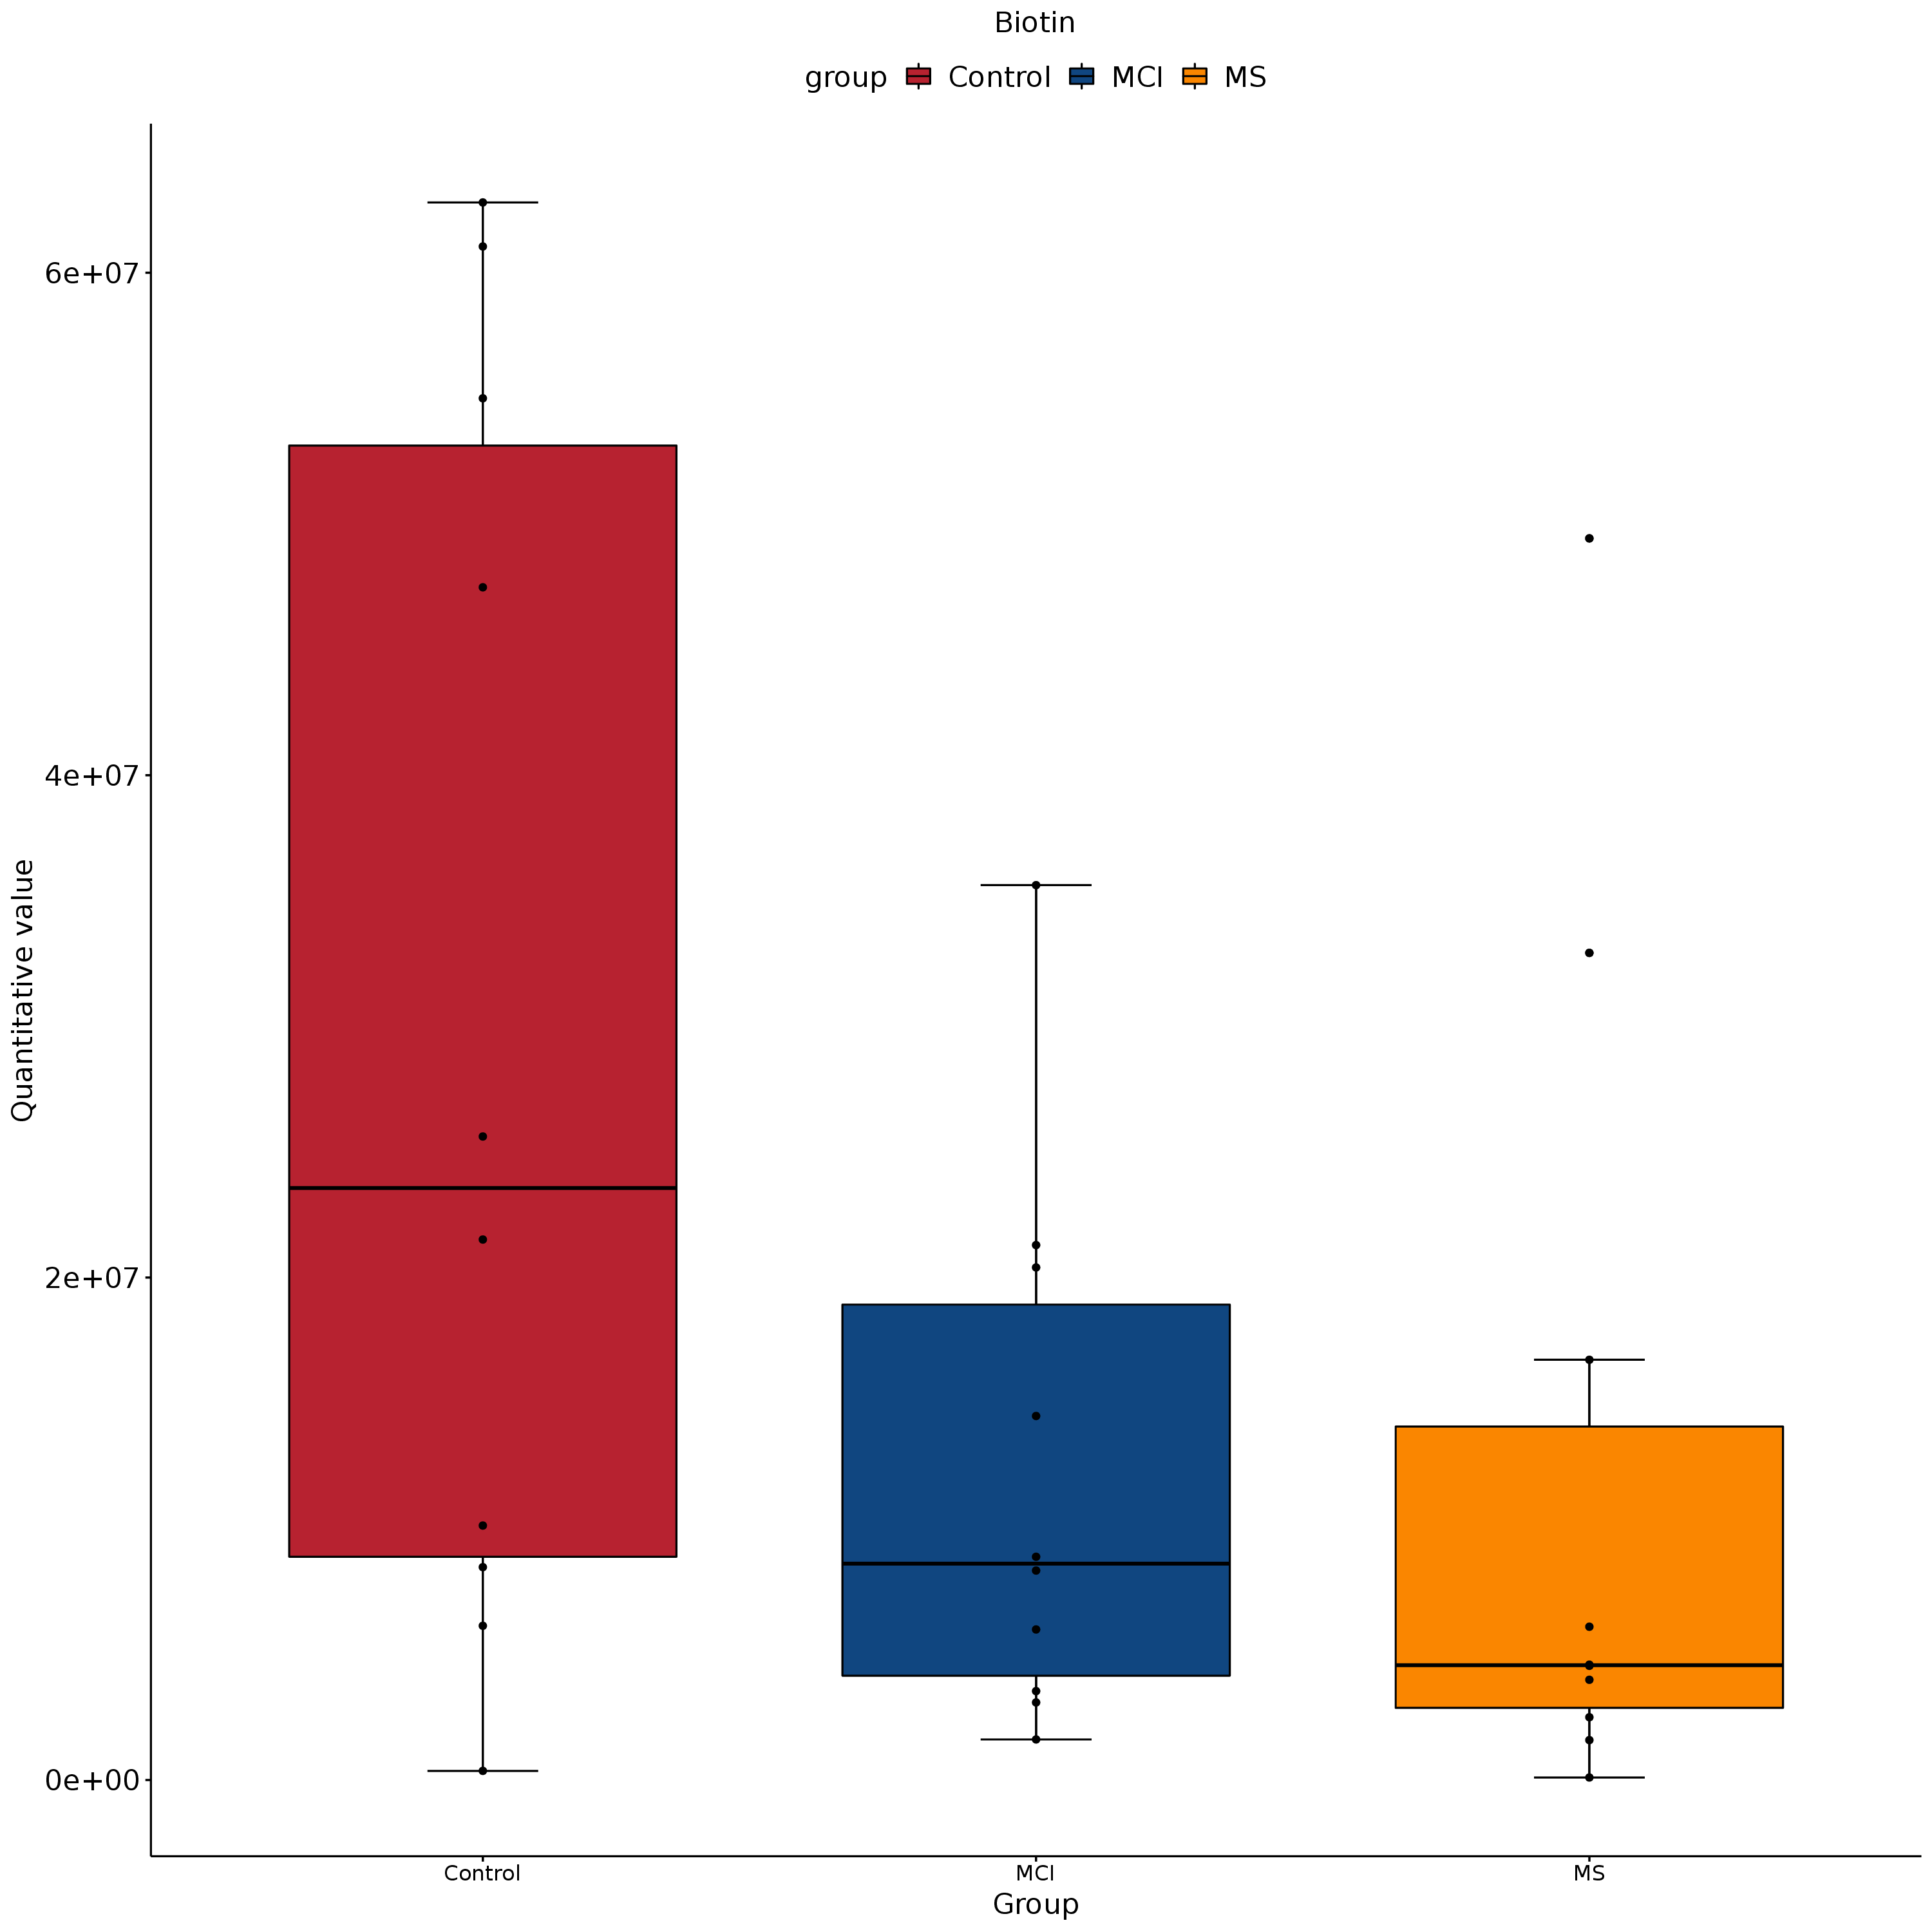 Biotin
group Control MCI MS
6e+07
4e+07
2e+07
0e+00
Quantitative value
Control MCI MS
Group